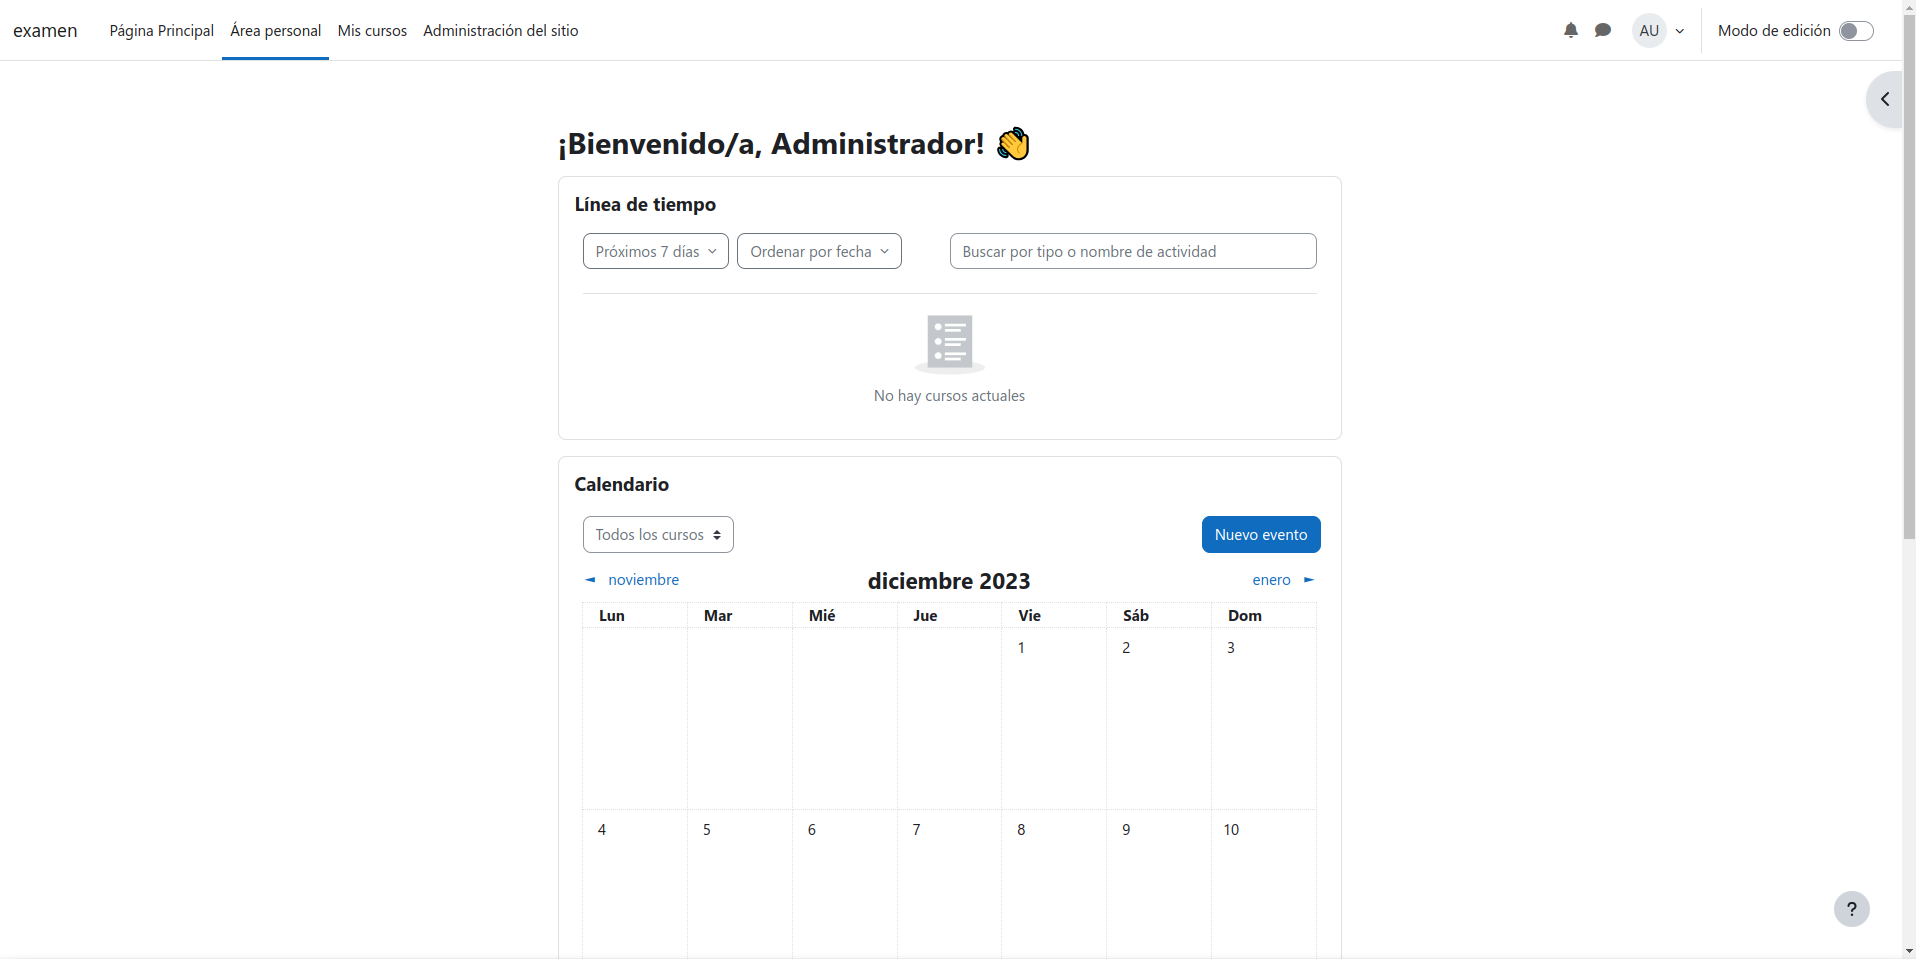 examen Página Principal Área personal Mis cursos Administración del sitio AU Modo de edición
¡Bienvenido/a, Administrador! 👋
Línea de tiempo
Próximos 7 días Ordenar por fecha Buscar por tipo o nombre de actividad
No hay cursos actuales
Calendario
Todos los cursos Nuevo evento
◄ noviembre diciembre 2023 enero ►
Lun Mar Mié Jue Vie Sáb Dom
1 2 3
4 5 6 7 8 9 10
?